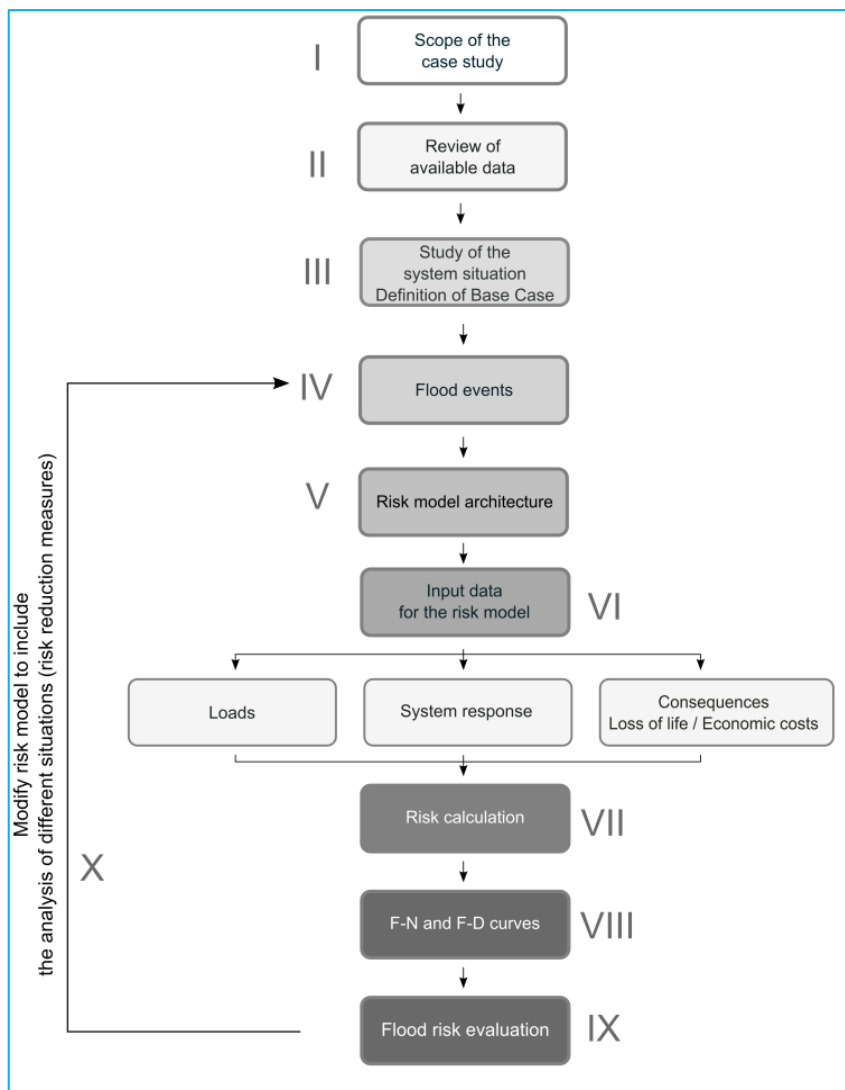 I
Scope of the
case study
II
Review of
available data
III
Study of the
system situation
Definition of Base Case
IV
Flood events
V
Risk model architecture
Input data
for the risk model
VI
Loads
System response
Consequences
Loss of life / Economic costs
Risk calculation
VII
F-N and F-D curves
VIII
Flood risk evaluation
IX
X
Modify risk model to include
the analysis of different situations (risk reduction measures)